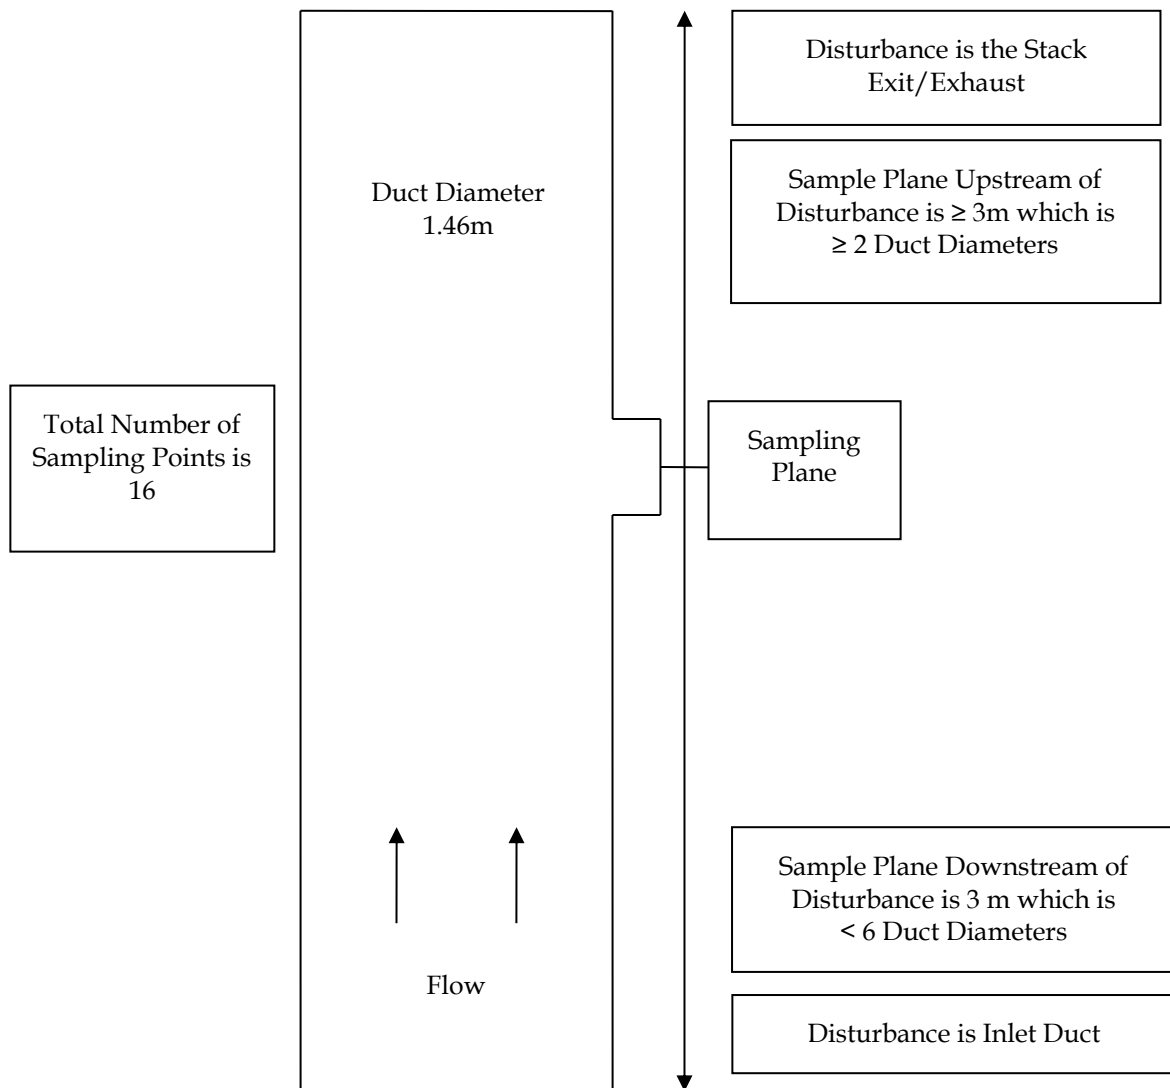 Disturbance is the Stack
Exit/Exhaust
Duct Diameter
1.46m
Sample Plane Upstream of
Disturbance is ≥ 3m which is
≥ 2 Duct Diameters
Total Number of
Sampling Points is
16
Sampling
Plane
Sample Plane Downstream of
Disturbance is 3 m which is
< 6 Duct Diameters
Flow
Disturbance is Inlet Duct